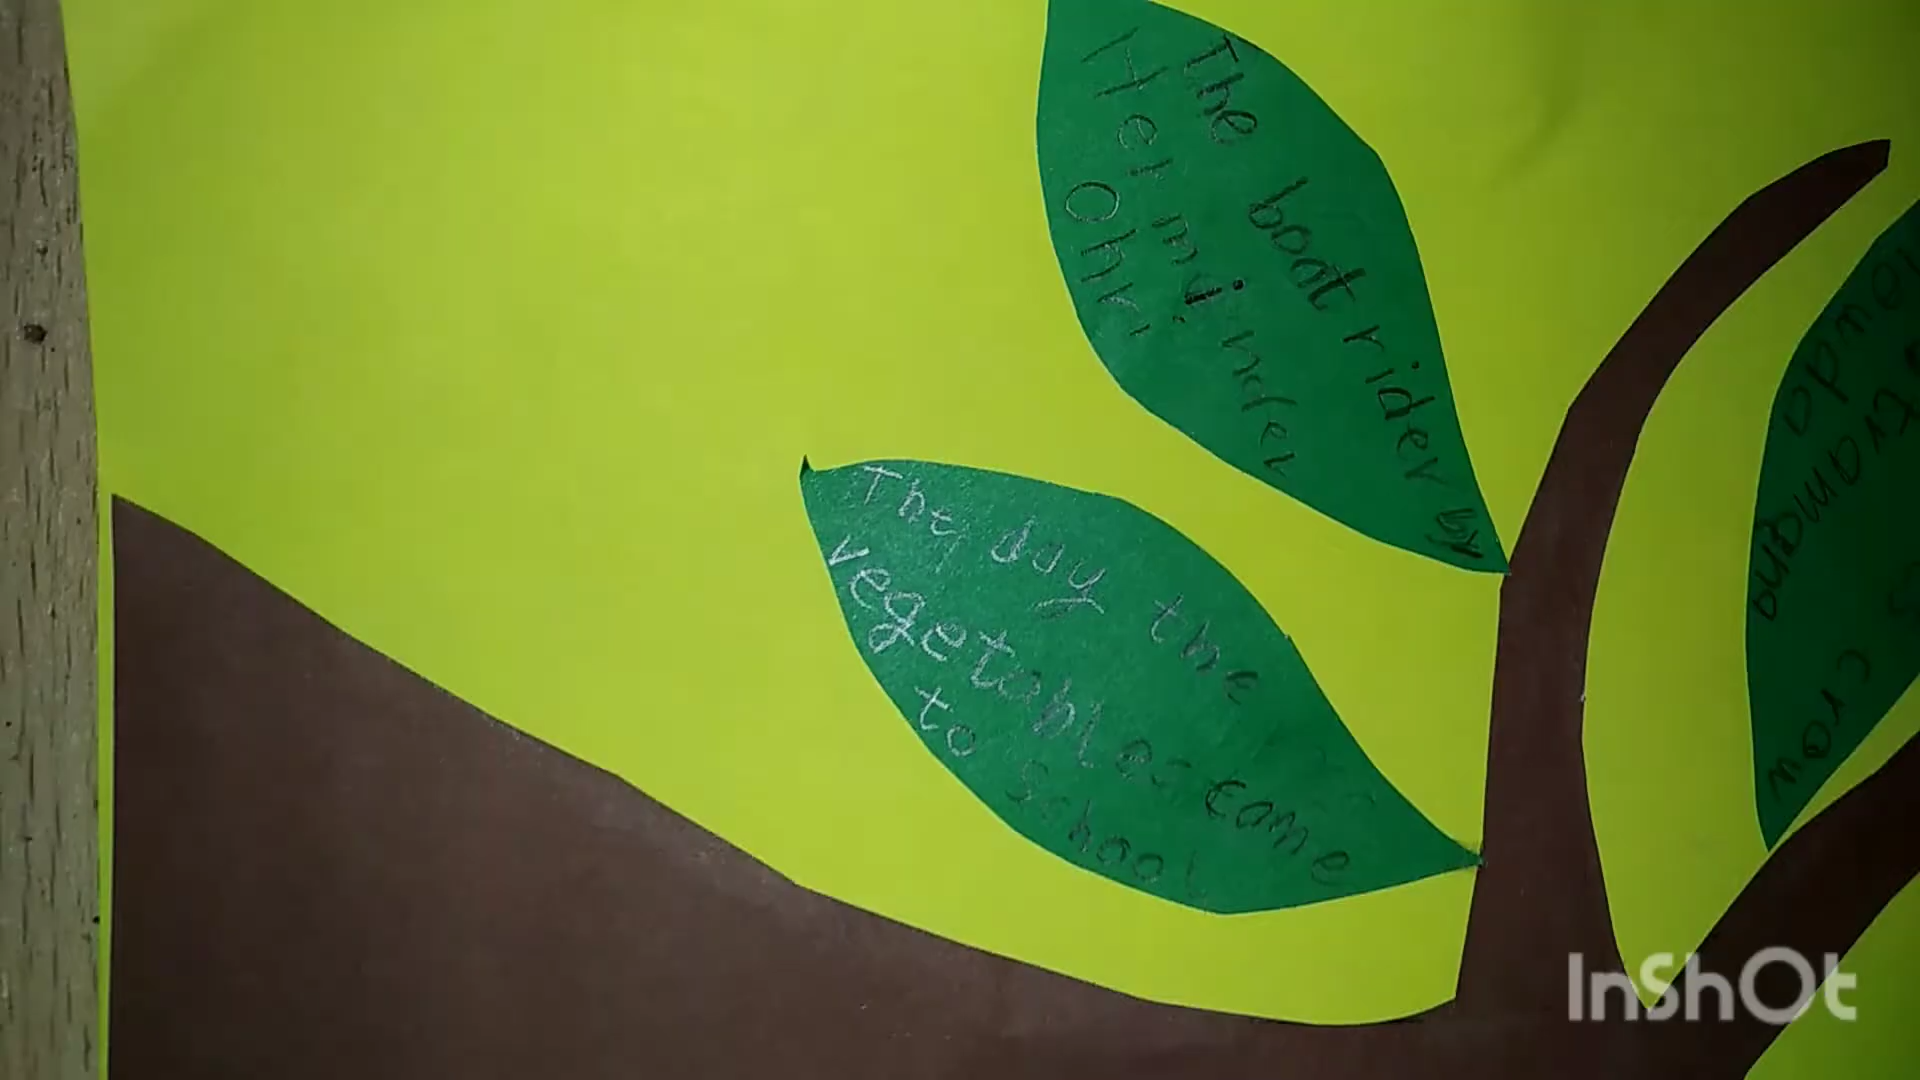 The boat rider by
Herminder
Ohri
The day the
vegetables came
to school
crow
InShOt